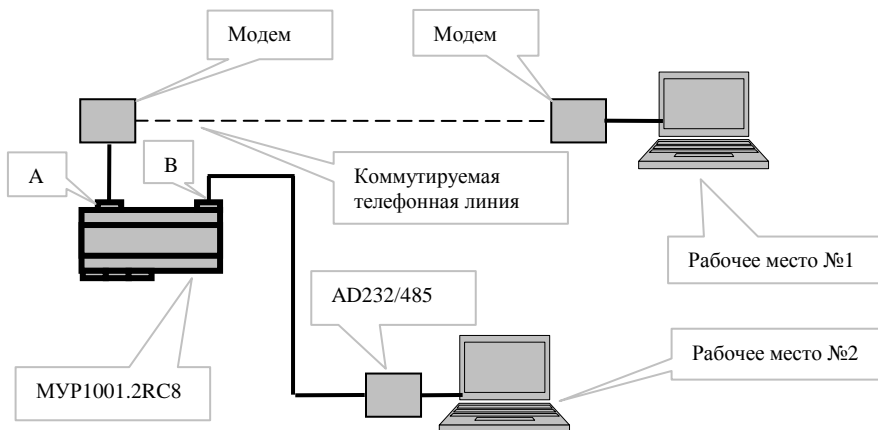 Модем
Модем
А
В
Коммутируемая
телефонная линия
Рабочее место №1
AD232/485
Рабочее место №2
МУР1001.2RC8